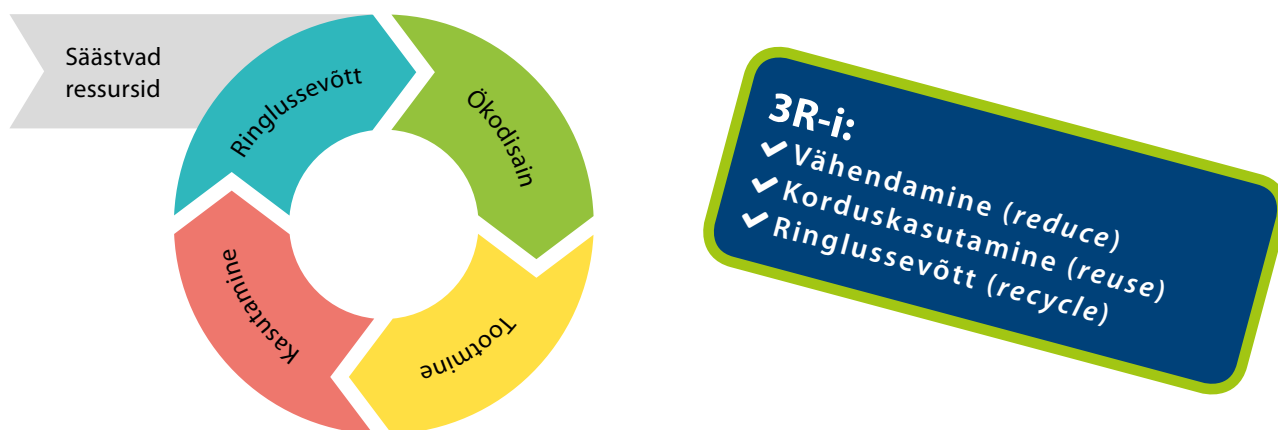 Säästvad
ressursid
Ringlussevõtt
Ökodisain
Tootmine
Kasutamine
3R-i:
✔ Vähendamine (reduce)
✔ Korduskasutamine (reuse)
✔ Ringlussevõtt (recycle)